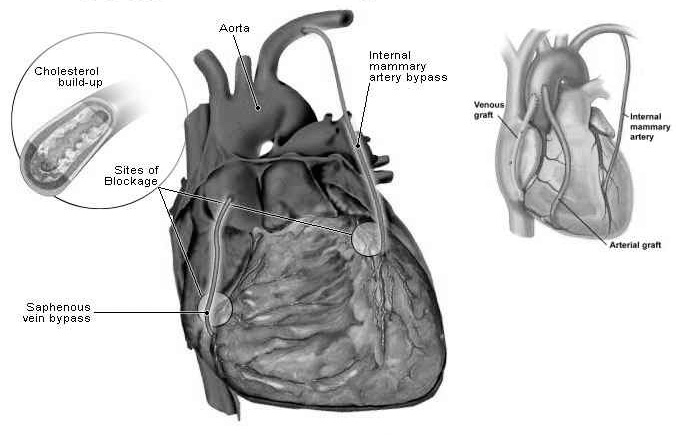 Aorta
Internal
mammary
artery bypass
Cholesterol
build-up
Sites of
Blockage
Saphenous
vein bypass
Venous
graft
Internal
mammary
artery
Arterial graft